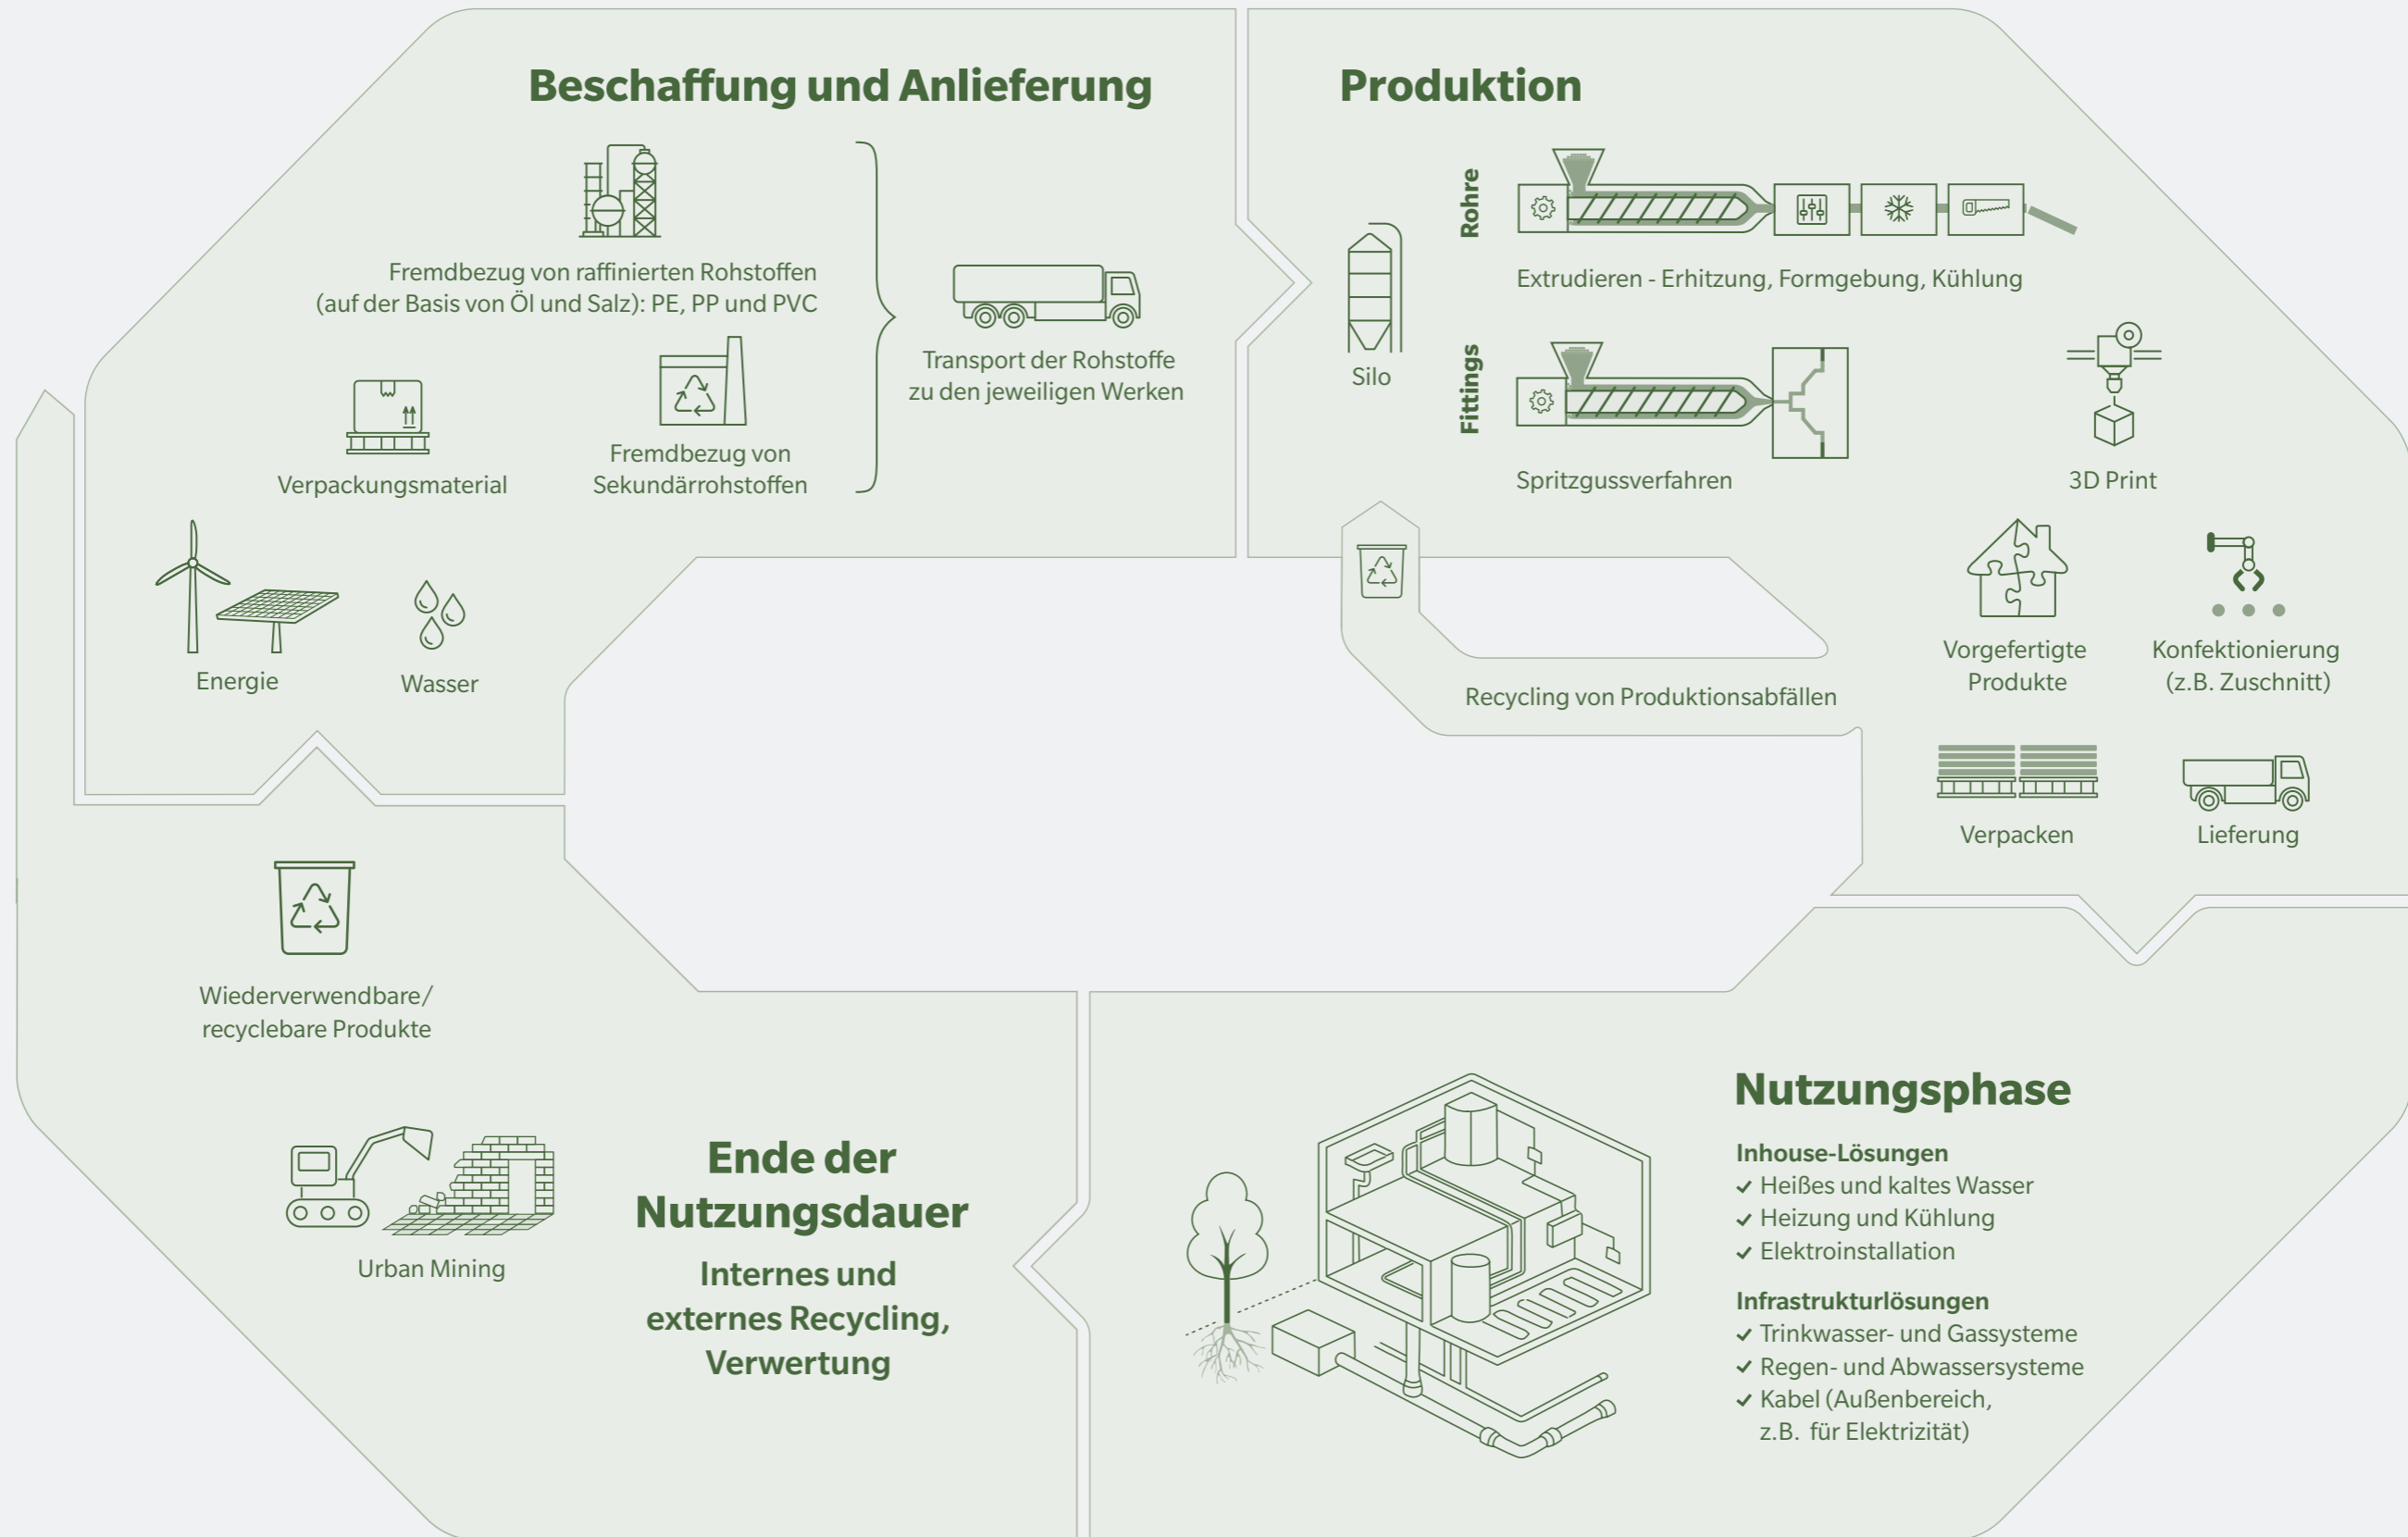 Beschaffung und Anlieferung
Fremdbezug von raffinierten Rohstoffen
(auf der Basis von Öl und Salz): PE, PP und PVC
Verpackungsmaterial
Fremdbezug von
Sekundärrohstoffen
Transport der Rohstoffe
zu den jeweiligen Werken
Energie
Wasser
Produktion
Silo
Rohre
Extrudieren - Erhitzung, Formgebung, Kühlung
Fittings
Spritzgussverfahren
3D Print
Vorgefertigte
Produkte
Konfektionierung
(z.B. Zuschnitt)
Recycling von Produktionsabfällen
Verpacken
Lieferung
Nutzungsphase
Inhouse-Lösungen
Heißes und kaltes Wasser
Heizung und Kühlung
Elektroinstallation
Infrastrukturlösungen
Trinkwasser- und Gassysteme
Regen- und Abwassersysteme
Kabel (Außenbereich,
z.B. für Elektrizität)
Ende der
Nutzungsdauer
Internes und
externes Recycling,
Verwertung
Wiederverwendbare/
recyclebare Produkte
Urban Mining